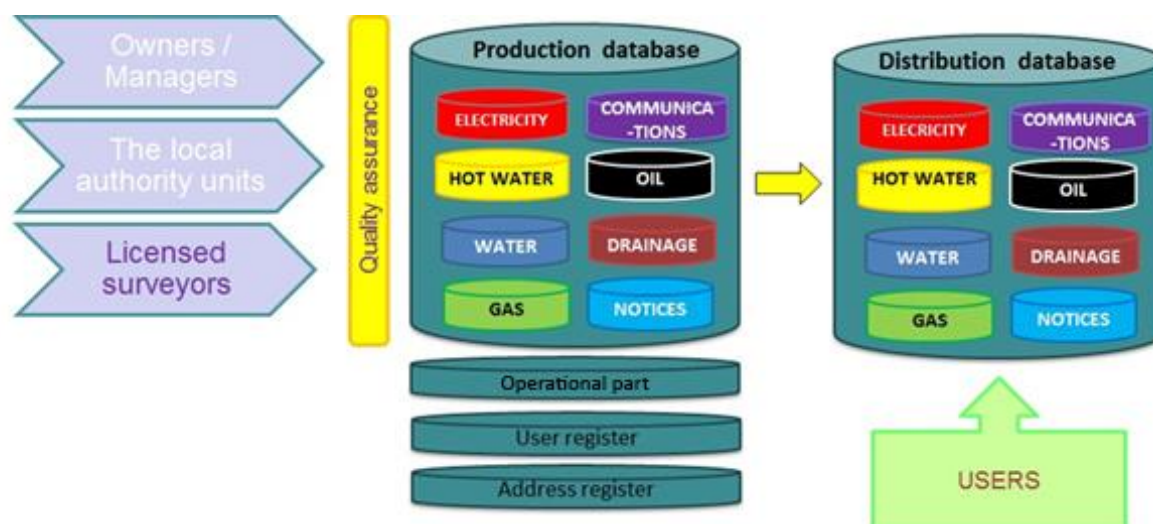 Owners /
Managers
The local
authority units
Licensed
surveyors
Quality assurance
Production database
ELECTRICITY
COMMUNICA
-TIONS
HOT WATER
OIL
WATER
DRAINAGE
GAS
NOTICES
Operational part
User register
Address register
Distribution database
ELECRICITY
COMMUNICA
-TIONS
HOT WATER
OIL
WATER
DRAINAGE
GAS
NOTICES
USERS